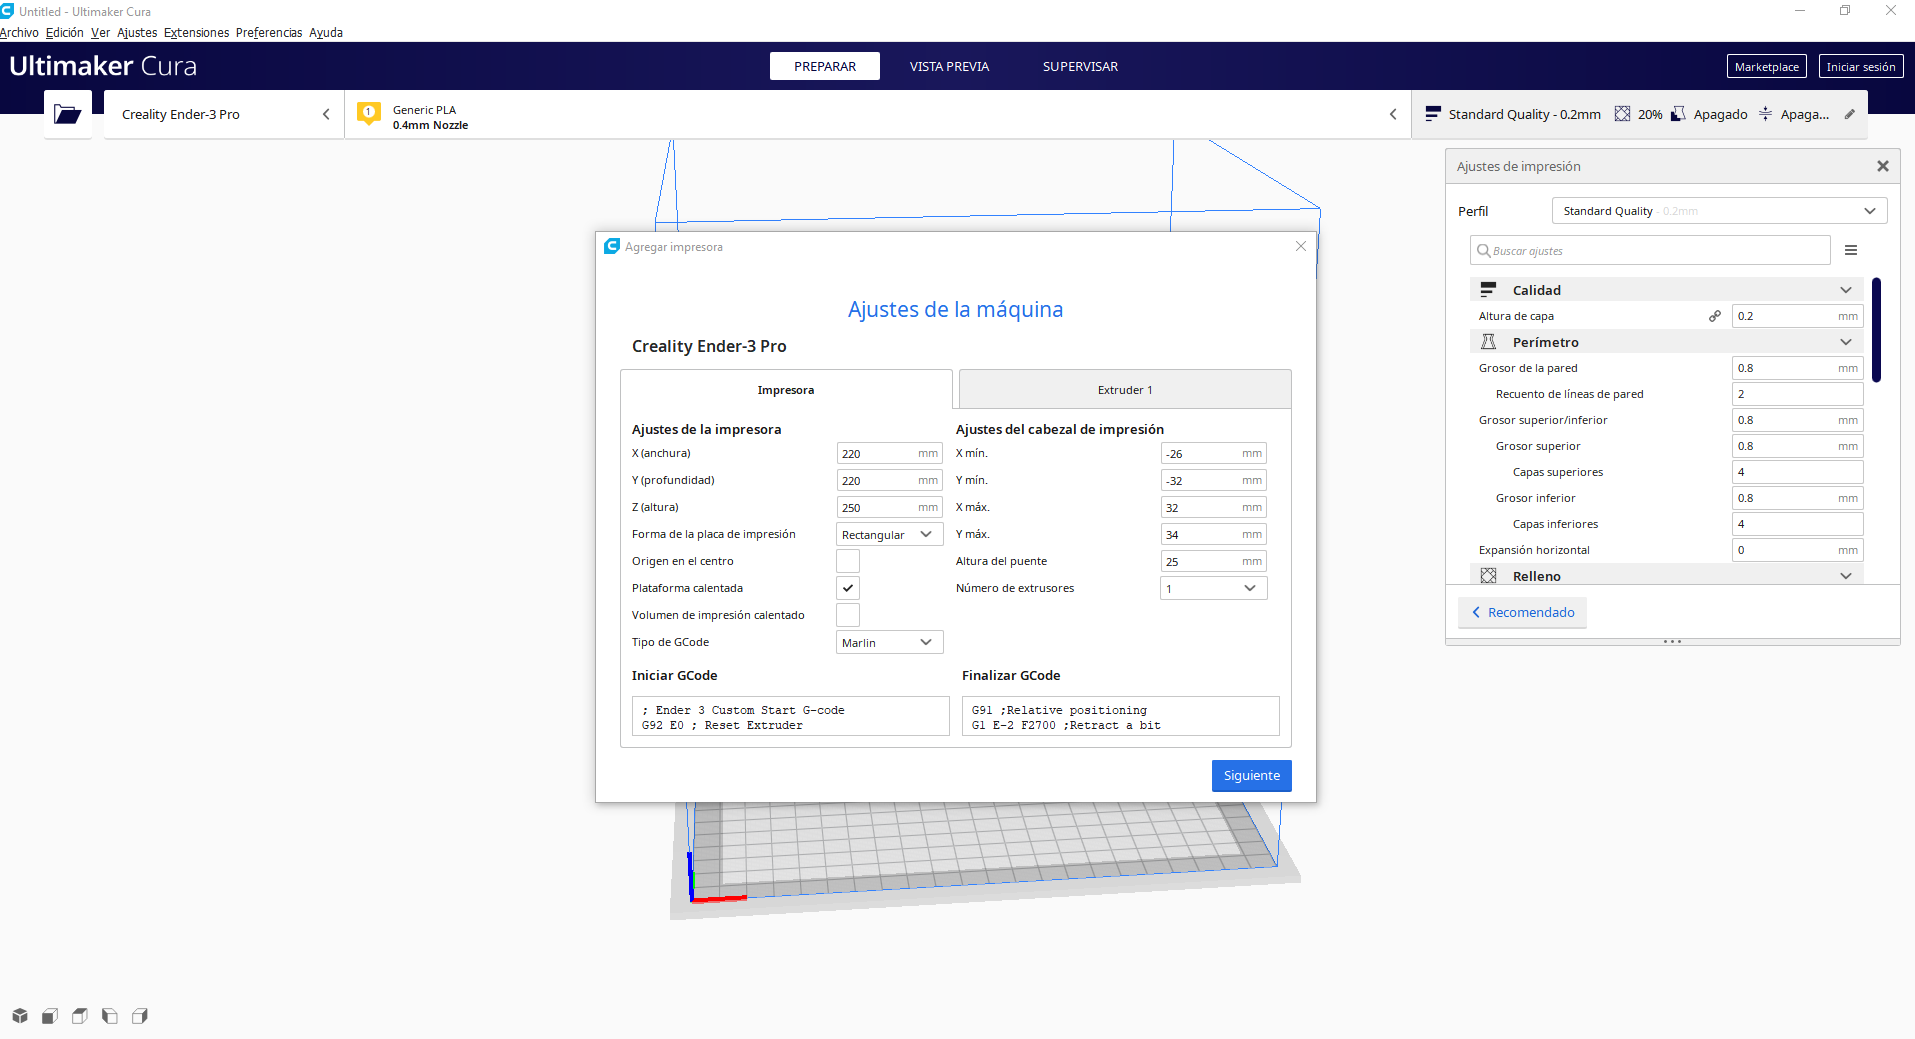 Untitled - Ultimaker Cura
Archivo Edición Ver Ajustes Extensiones Preferencias Ayuda
Ultimaker Cura
PREPARAR
VISTA PREVIA
SUPERVISAR
Marketplace
Iniciar sesión
Creality Ender-3 Pro
1
Generic PLA
0.4mm Nozzle
Standard Quality - 0.2mm
20%
Apagado
Apaga...
Ajustes de impresión
Perfil
Standard Quality - 0.2mm
Buscar ajustes
Calidad
Altura de capa 0.2 mm
Perímetro
Grosor de la pared 0.8 mm
Recuento de líneas de pared 2
Grosor superior/inferior 0.8 mm
Grosor superior 0.8 mm
Capas superiores 4
Grosor inferior 0.8 mm
Capas inferiores 4
Expansión horizontal 0 mm
Relleno
Recomendado
Agregar impresora
Ajustes de la máquina
Creality Ender-3 Pro
Impresora
Extruder 1
Ajustes de la impresora
X (anchura) 220 mm
Y (profundidad) 220 mm
Z (altura) 250 mm
Forma de la placa de impresión Rectangular
Origen en el centro
Plataforma calentada
Volumen de impresión calentado
Tipo de GCode Marlin
Ajustes del cabezal de impresión
X mín. -26 mm
Y mín. -32 mm
X máx. 32 mm
Y máx. 34 mm
Altura del puente 25 mm
Número de extrusores 1
Iniciar GCode
; Ender 3 Custom Start G-code
G92 E0 ; Reset Extruder
Finalizar GCode
G91 ;Relative positioning
G1 E-2 F2700 ;Retract a bit
Siguiente